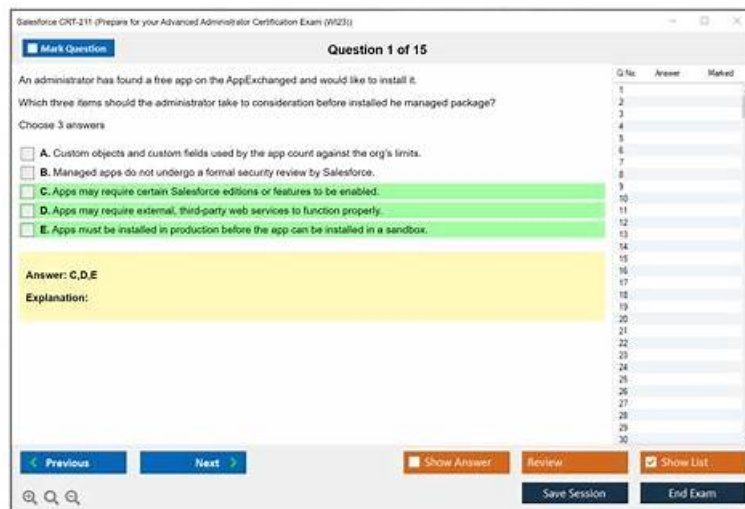 Salesforce CRT-211 (Prepare for your Advanced Administrator Certification Exam (WI23))
Mark Question
Question 1 of 15
An administrator has found a free app on the AppExchanged and would like to install it.
Which three items should the administrator take to consideration before installed he managed package?
Choose 3 answers
A. Custom objects and custom fields used by the app count against the org's limits.
B. Managed apps do not undergo a formal security review by Salesforce.
C. Apps may require certain Salesforce editions or features to be enabled.
D. Apps may require external, third-party web services to function properly.
E. Apps must be installed in production before the app can be installed in a sandbox.
Answer: C,D,E
Explanation:
Q.No Answer Marked
1
2
3
4
5
6
7
8
9
10
11
12
13
14
15
16
17
18
19
20
21
22
23
24
25
26
27
28
29
30
Previous
Next
Show Answer
Review
Show List
Save Session
End Exam